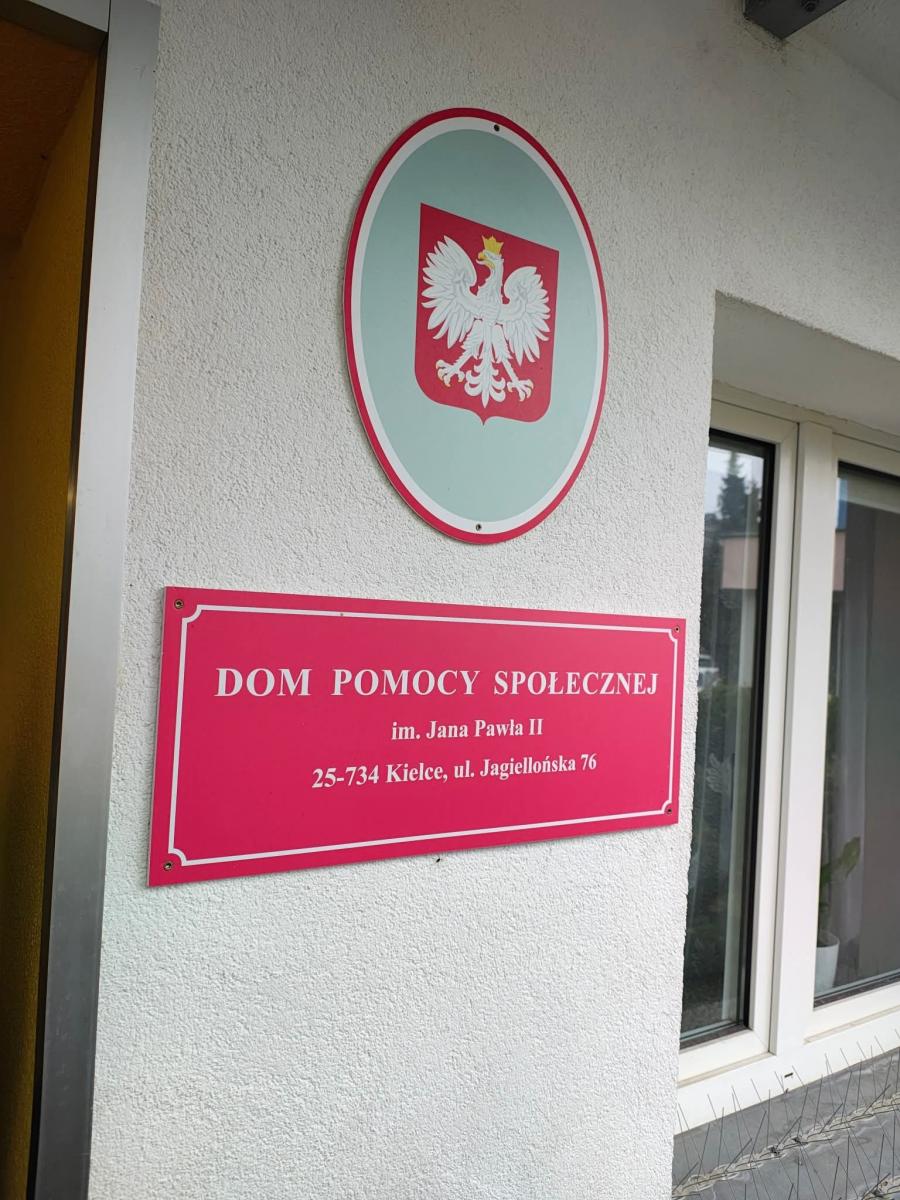 DOM POMOCY SPOŁECZNEJ
im. Jana Pawła II
25-734 Kielce, ul. Jagiellońska 76